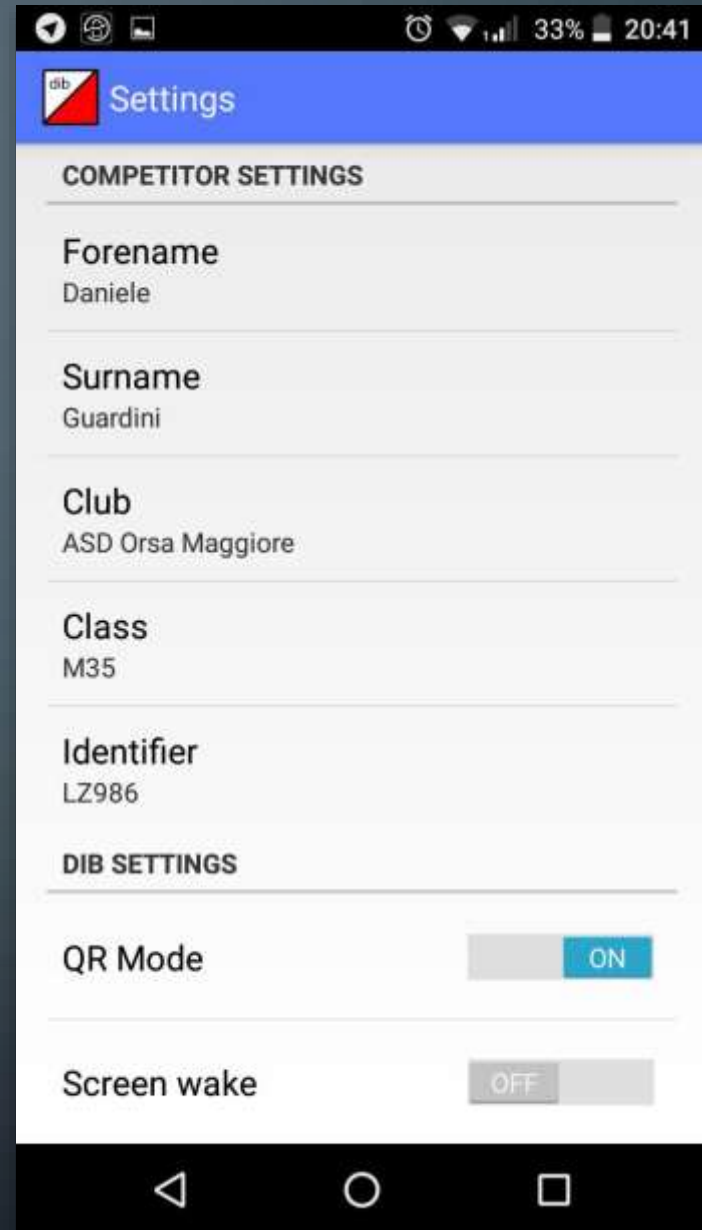 33% 20:41
dib
Settings
COMPETITOR SETTINGS
Forename
Daniele
Surname
Guardini
Club
ASD Orsa Maggiore
Class
M35
Identifier
LZ986
DIB SETTINGS
QR Mode ON
Screen wake OFF